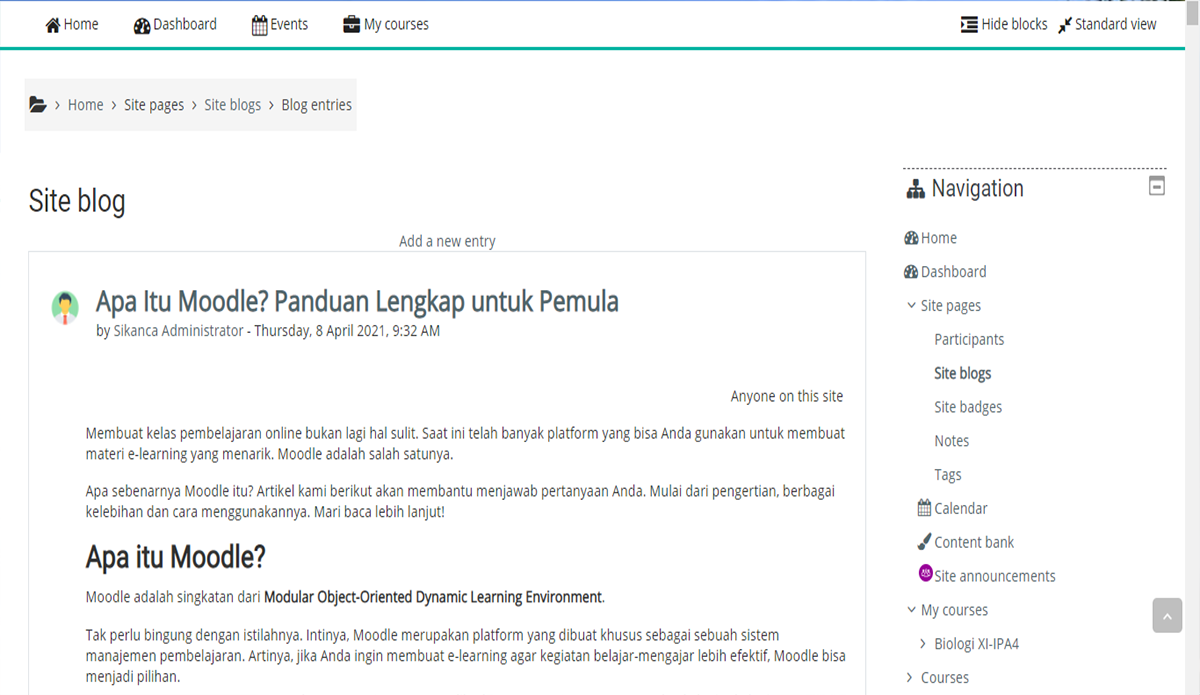 Home Dashboard Events My courses Hide blocks Standard view
› Home › Site pages › Site blogs › Blog entries
Site blog
Add a new entry
Apa Itu Moodle? Panduan Lengkap untuk Pemula
by Sikanca Administrator - Thursday, 8 April 2021, 9:32 AM
Anyone on this site
Membuat kelas pembelajaran online bukan lagi hal sulit. Saat ini telah banyak platform yang bisa Anda gunakan untuk membuat
materi e-learning yang menarik. Moodle adalah salah satunya.
Apa sebenarnya Moodle itu? Artikel kami berikut akan membantu menjawab pertanyaan Anda. Mulai dari pengertian, berbagai
kelebihan dan cara menggunakannya. Mari baca lebih lanjut!
Apa itu Moodle?
Moodle adalah singkatan dari Modular Object-Oriented Dynamic Learning Environment.
Tak perlu bingung dengan istilahnya. Intinya, Moodle merupakan platform yang dibuat khusus sebagai sebuah sistem
manajemen pembelajaran. Artinya, jika Anda ingin membuat e-learning agar kegiatan belajar-mengajar lebih efektif, Moodle bisa
menjadi pilihan.
Navigation
Home
Dashboard
Site pages
Participants
Site blogs
Site badges
Notes
Tags
Calendar
Content bank
Site announcements
My courses
Biologi XI-IPA4
Courses